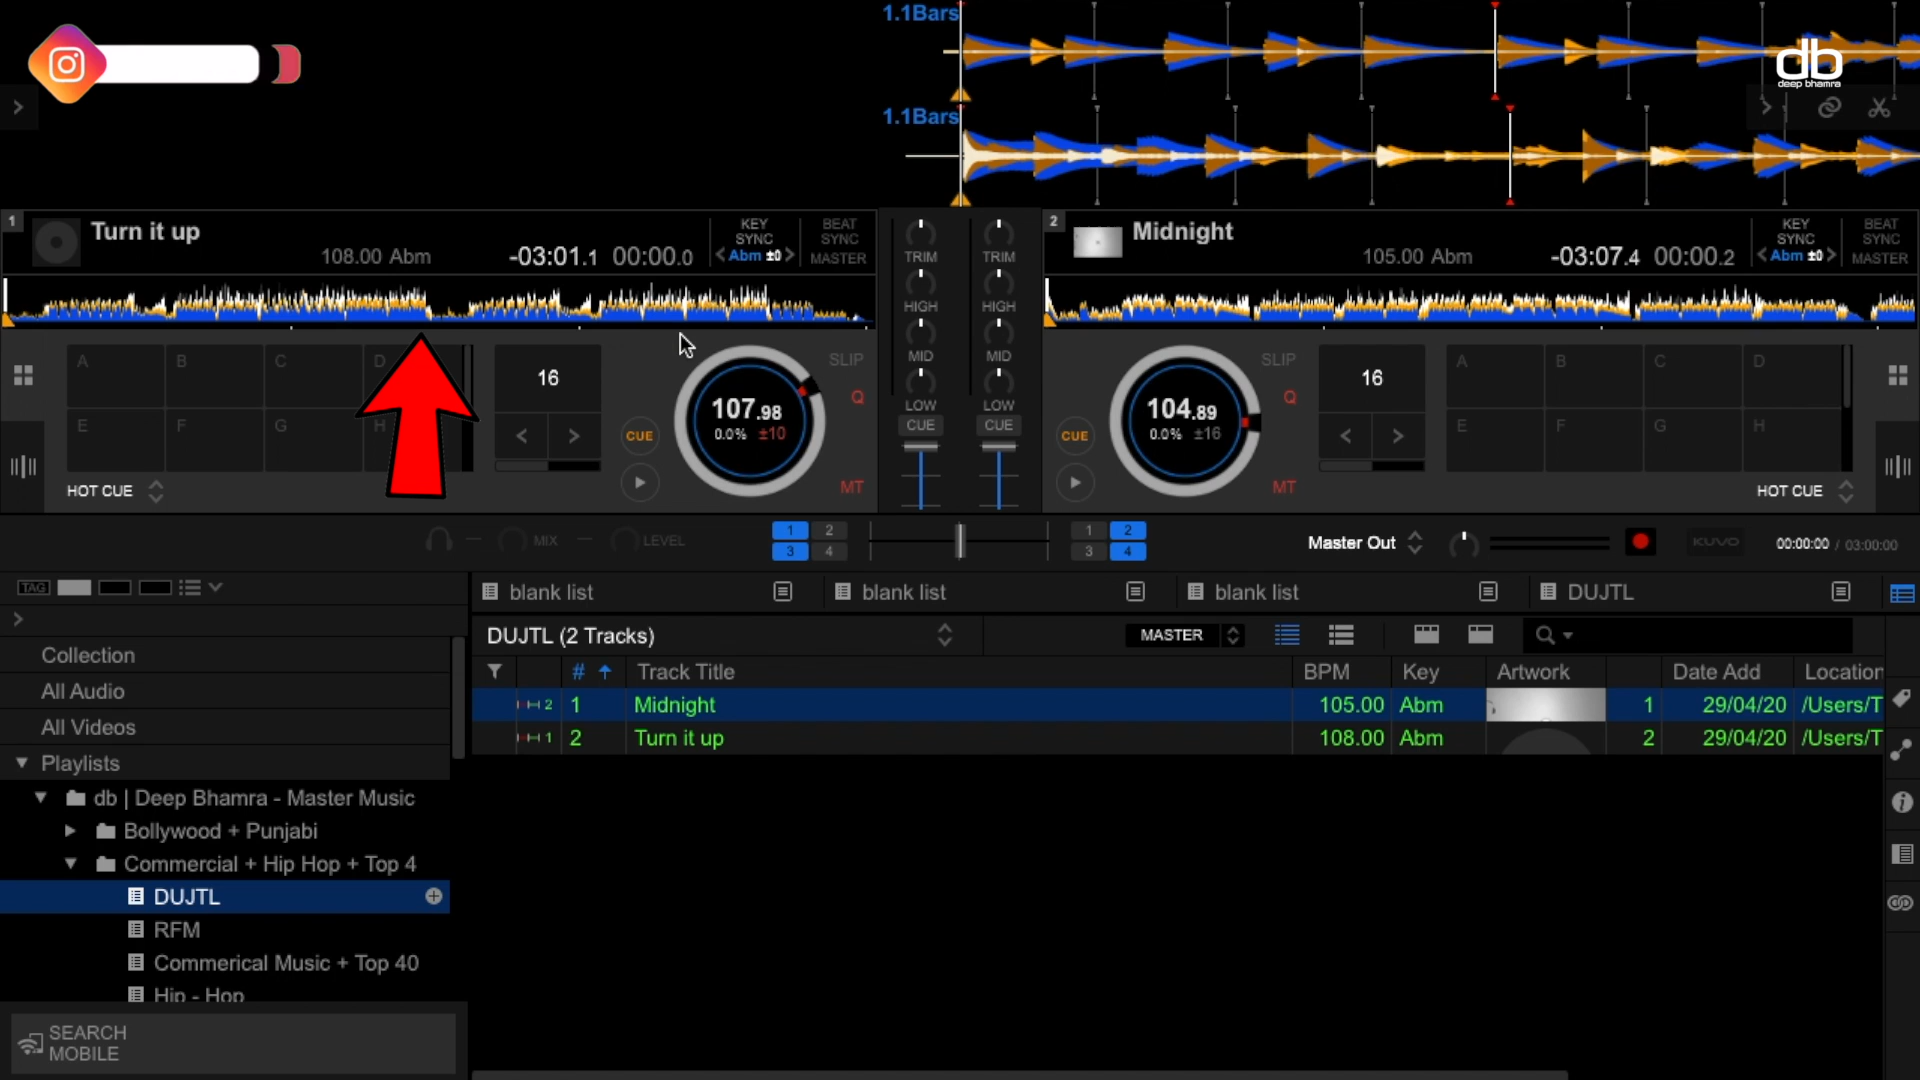 1.1Bars
db
deep bhamra
1.1Bars
1
Turn it up
108.00 Abm
-03:01.1 00:00.0
KEY
SYNC
< Abm ±0 >
BEAT
SYNC
MASTER
TRIM
HIGH
MID
LOW
CUE
TRIM
HIGH
MID
LOW
CUE
2
Midnight
105.00 Abm
-03:07.4 00:00.2
KEY
SYNC
< Abm ±0 >
BEAT
SYNC
MASTER
A B C D
E F G H
HOT CUE
16
< >
CUE
107.98
0.0% ±10
SLIP
Q
MT
CUE
104.89
0.0% ±16
SLIP
Q
MT
16
< >
A B C D
E F G H
HOT CUE
MIX
LEVEL
1 2
3 4
1 2
3 4
Master Out
KUVO
00:00:00 / 03:00:00
TAG
blank list
blank list
blank list
DUJTL
DUJTL (2 Tracks)
MASTER
# Track Title BPM Key Artwork Date Add Location
2 1 Midnight 105.00 Abm 1 29/04/20 /Users/T
1 2 Turn it up 108.00 Abm 2 29/04/20 /Users/T
Collection
All Audio
All Videos
Playlists
db | Deep Bhamra - Master Music
Bollywood + Punjabi
Commercial + Hip Hop + Top 4
DUJTL
RFM
Commerical Music + Top 40
Hip - Hop
SEARCH
MOBILE